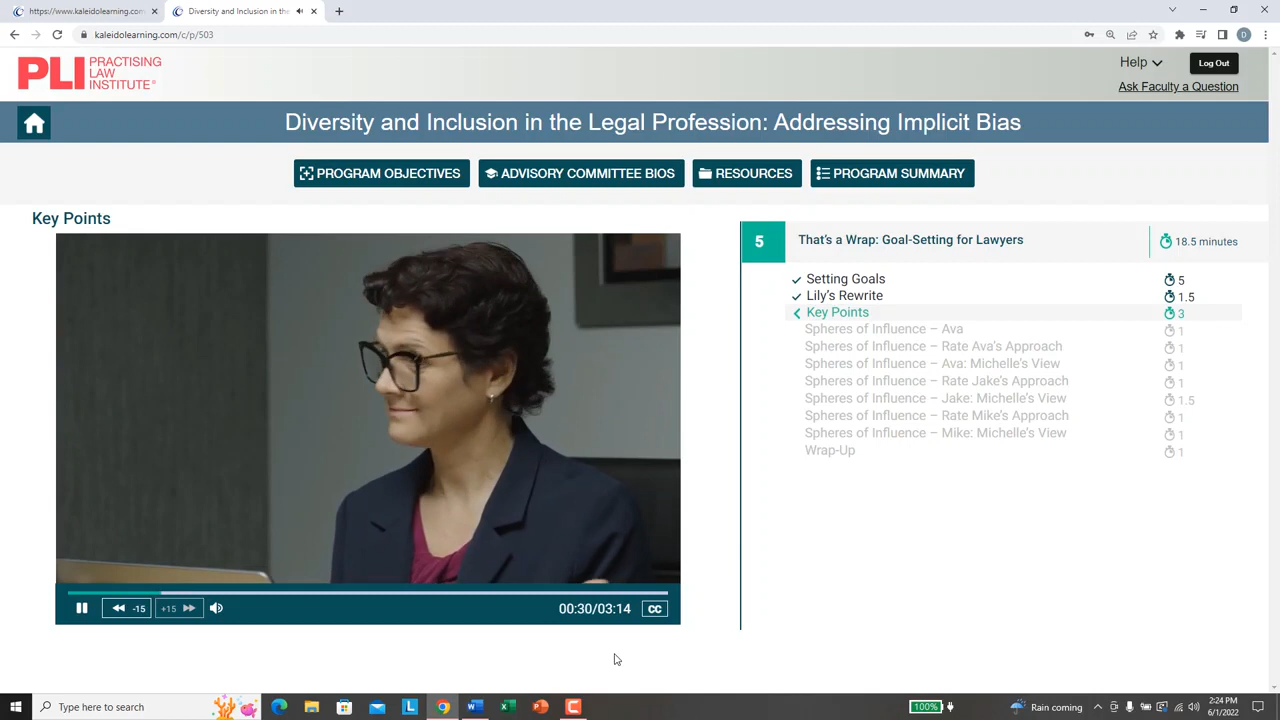 https://www.kaleidolearning.com/
Diversity and Inclusion in the
kaleidolearning.com/c/p/503
D
PLI PRACTISING LAW INSTITUTE®
Help
Log Out
Ask Faculty a Question
Diversity and Inclusion in the Legal Profession: Addressing Implicit Bias
PROGRAM OBJECTIVES
ADVISORY COMMITTEE BIOS
RESOURCES
PROGRAM SUMMARY
Key Points
5 That's a Wrap: Goal-Setting for Lawyers 18.5 minutes
Setting Goals 5
Lily's Rewrite 1.5
Key Points 3
Spheres of Influence – Ava 1
Spheres of Influence – Rate Ava's Approach 1
Spheres of Influence – Ava: Michelle's View 1
Spheres of Influence – Rate Jake's Approach 1
Spheres of Influence – Jake: Michelle's View 1.5
Spheres of Influence – Rate Mike's Approach 1
Spheres of Influence – Mike: Michelle's View 1
Wrap-Up 1
-15 +15 00:30/03:14 CC
Type here to search
L
100%
Rain coming
2:24 PM
6/1/2022